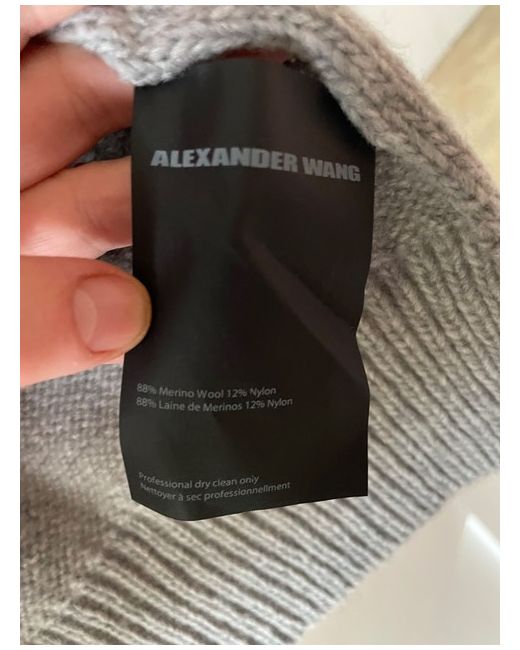 ALEXANDER WANG
88% Merino Wool 12% Nylon
88% Laine de Merinos 12% Nylon
Professional dry clean only
Nettoyer à sec professionnellment